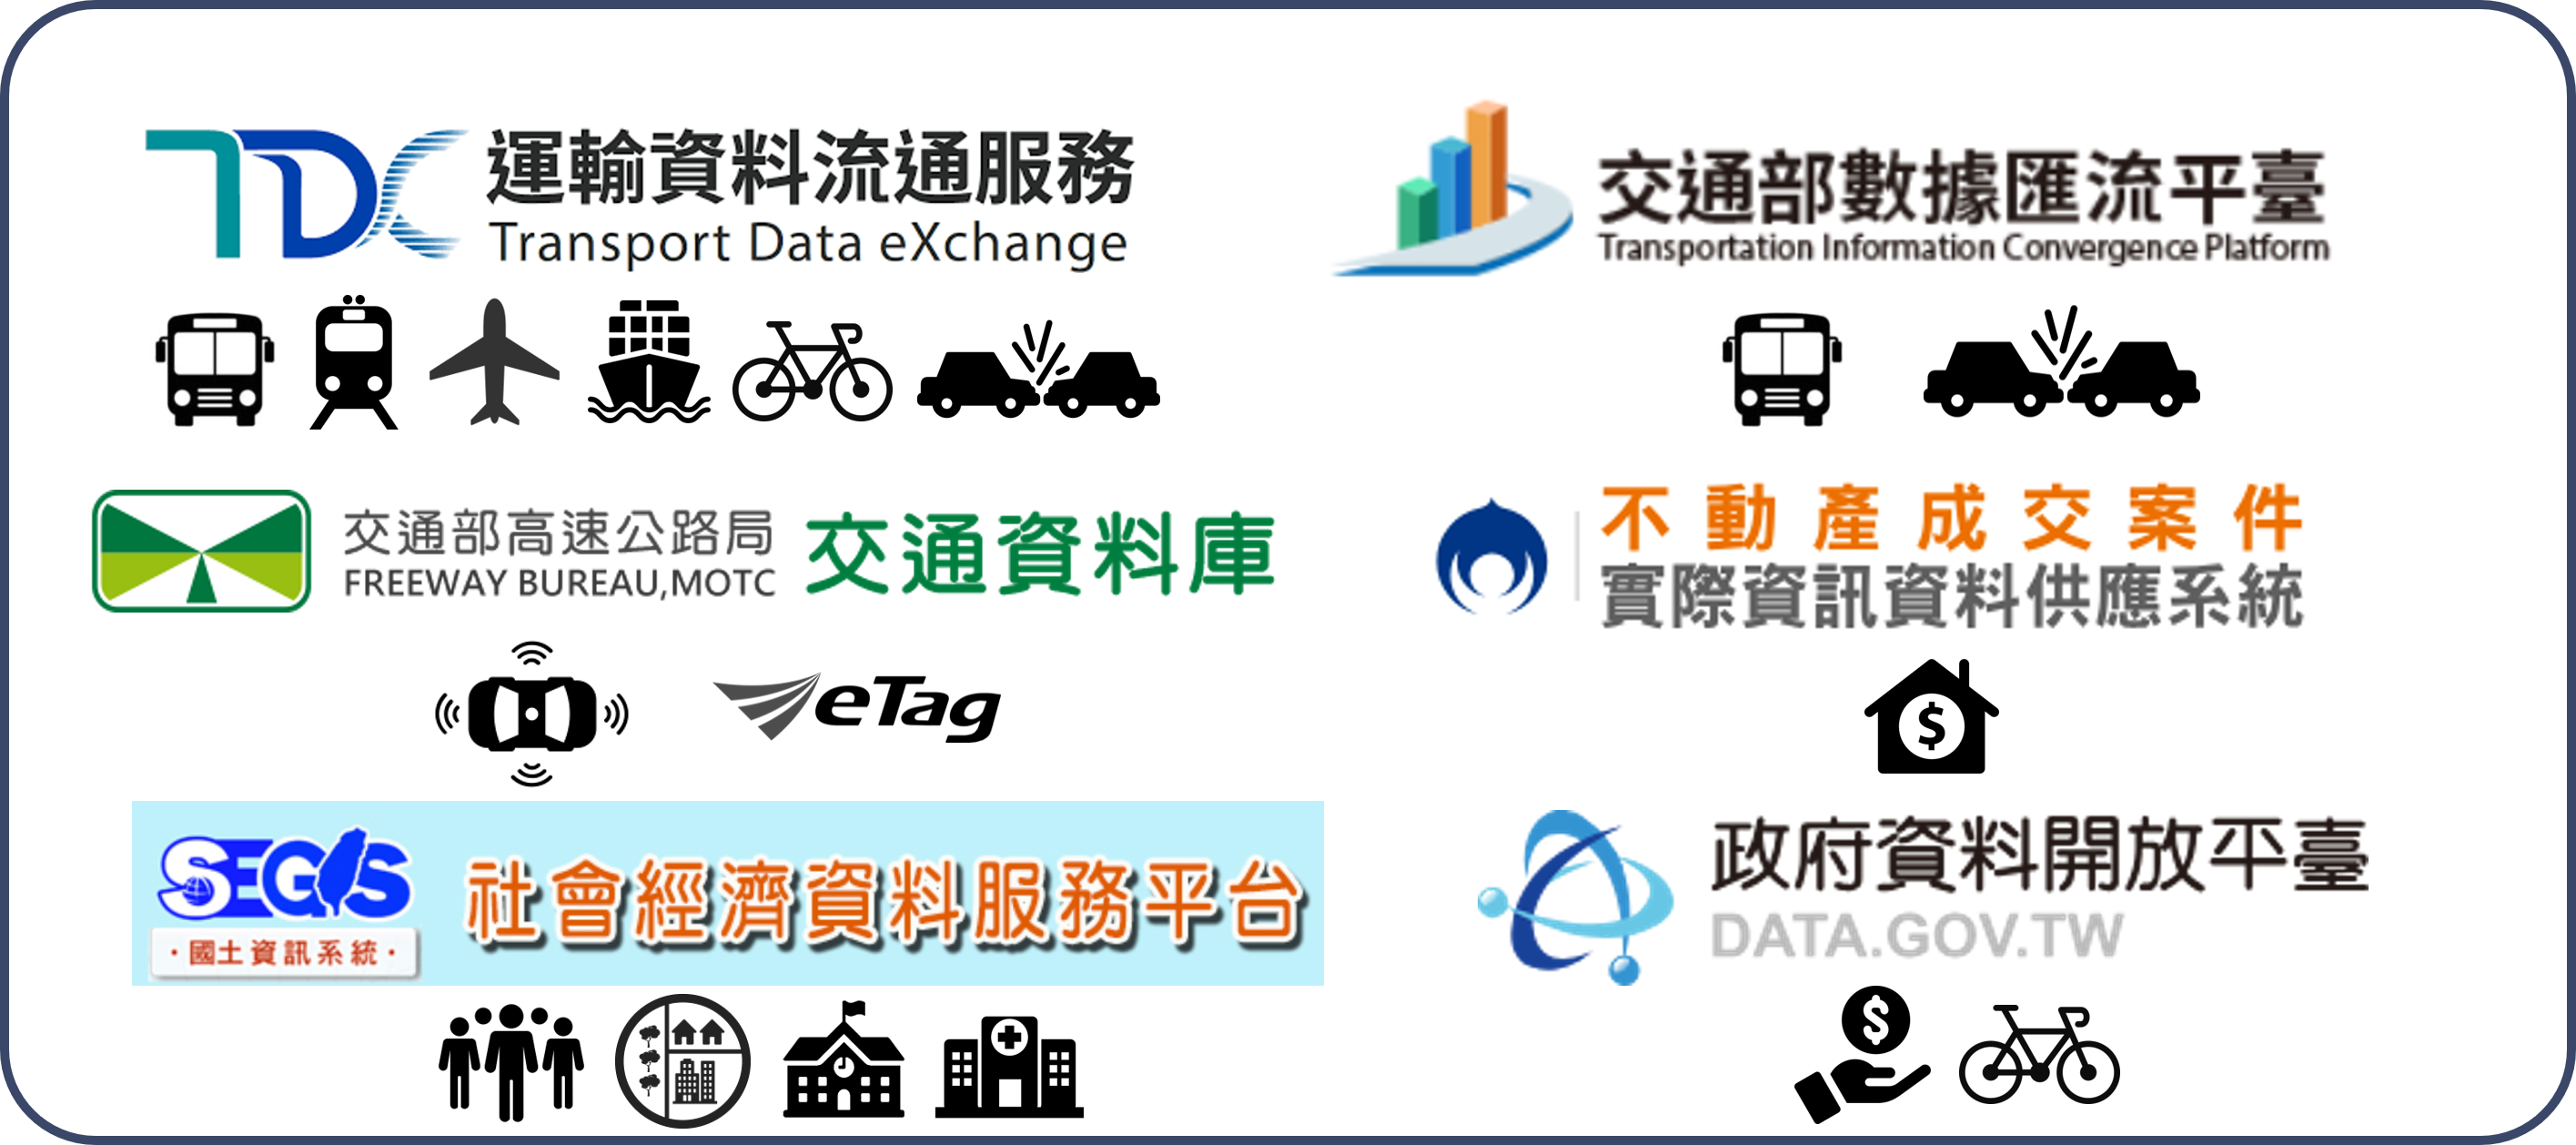 TDX 運輸資料流通服務
Transport Data eXchange
交通部數據匯流平臺
Transportation Information Convergence Platform
交通部高速公路局
FREEWAY BUREAU,MOTC
交通資料庫
不動產成交案件
實際資訊資料供應系統
eTag
$
SEGIS
·國土資訊系統·
社會經濟資料服務平台
政府資料開放平臺
DATA.GOV.TW
$